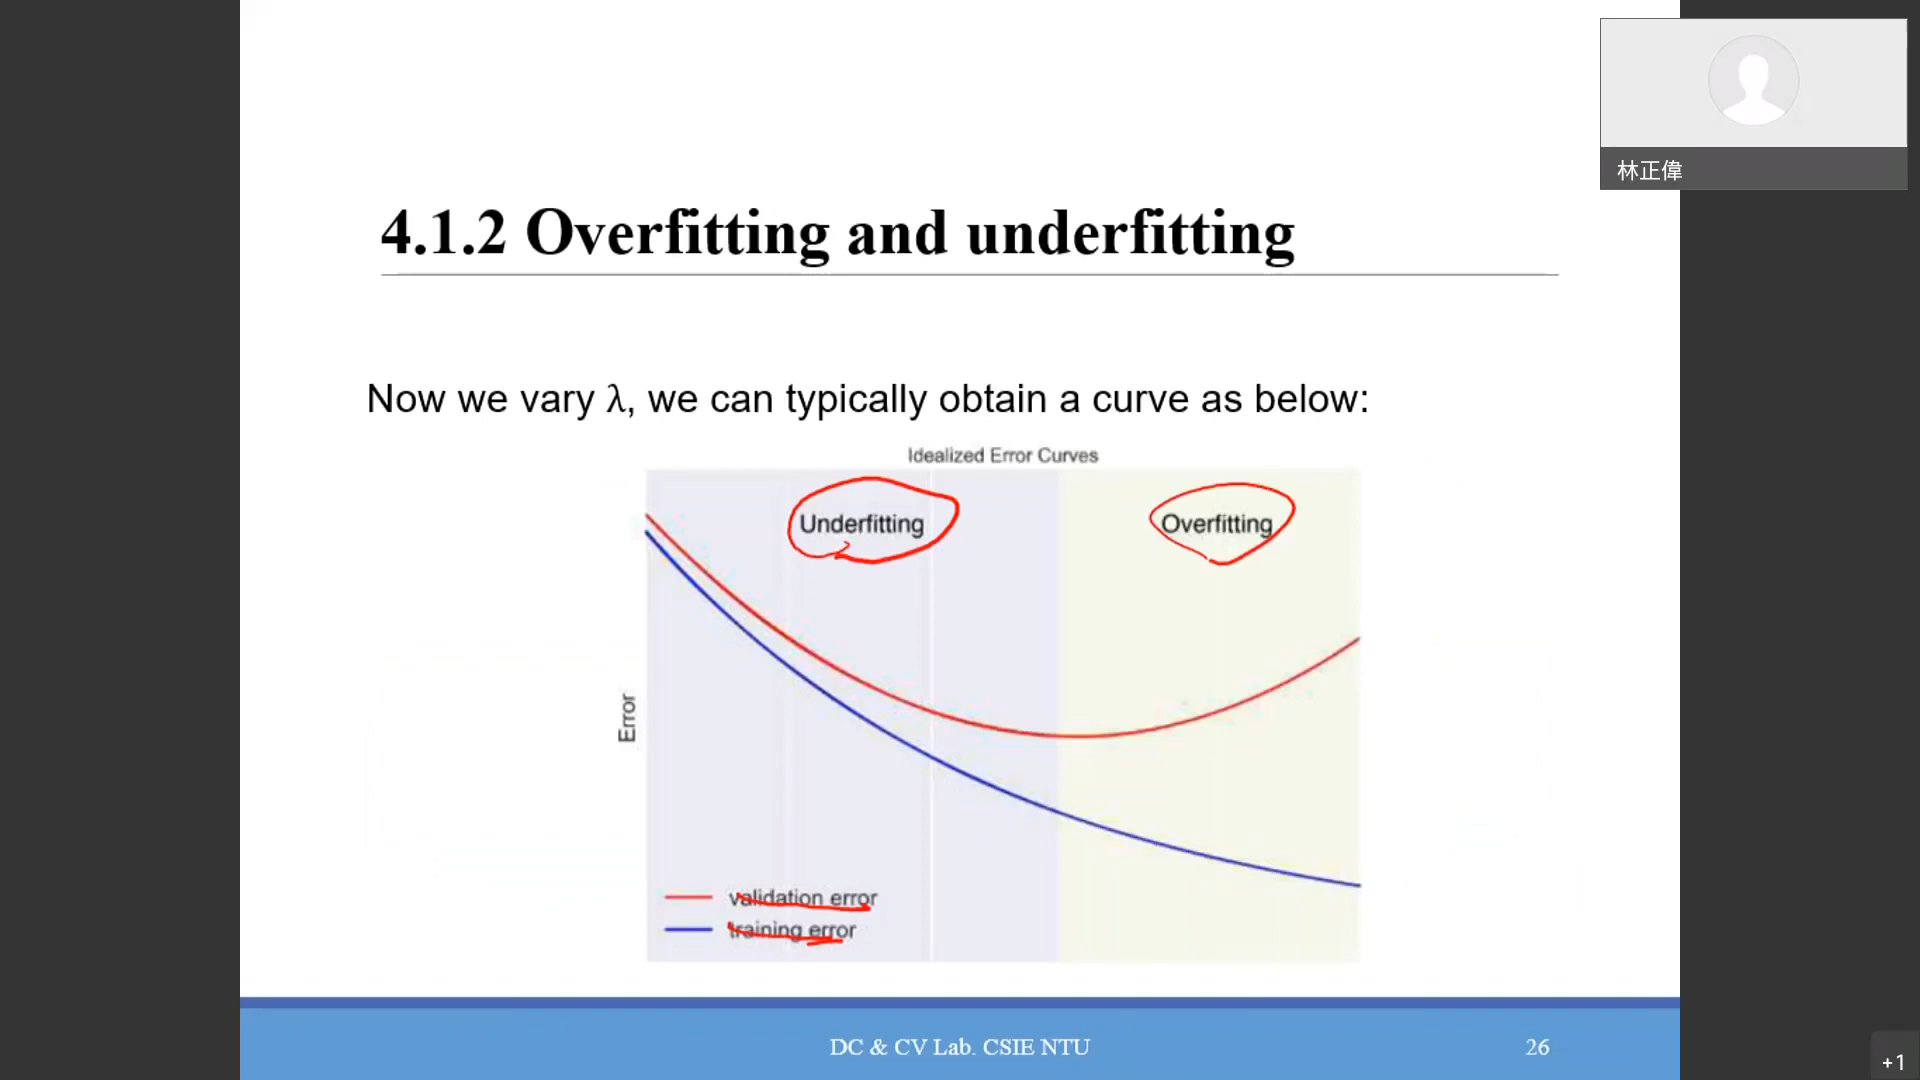 林正偉
4.1.2 Overfitting and underfitting
Now we vary λ, we can typically obtain a curve as below:
Idealized Error Curves
Underfitting
Overfitting
Error
validation error
training error
DC & CV Lab. CSIE NTU
26
+1